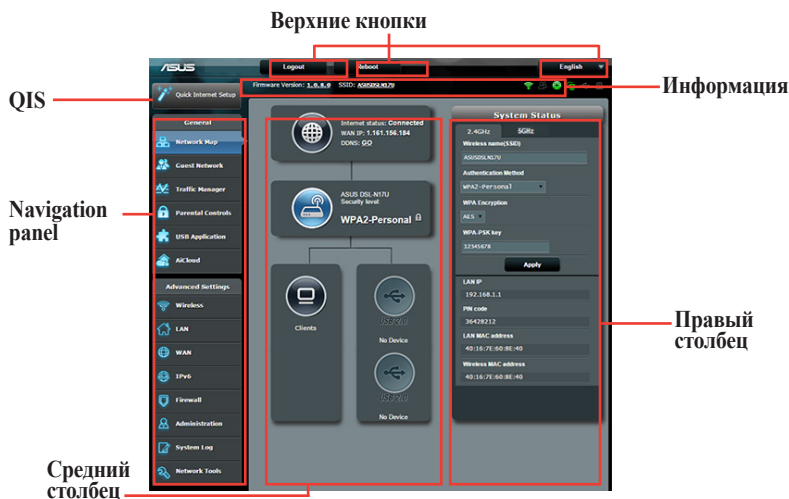 Верхние кнопки
/ISUS
Logout
Reboot
English
Firmware Version: 1.0.8.0 SSID: ASUSDSLN17U
Информация
QIS
Quick Internet Setup
General
Network Map
Guest Network
Traffic Manager
Parental Controls
USB Application
AiCloud
Advanced Settings
Wireless
LAN
WAN
IPv6
Firewall
Administration
System Log
Network Tools
Navigation
panel
Internet status: Connected
WAN IP: 1.161.156.184
DDNS: GO
ASUS DSL-N17U
Security level:
WPA2-Personal
Clients
USB 2.0
No Device
USB 2.0
No Device
System Status
2.4GHz 5GHz
Wireless name(SSID)
ASUSDSLN17U
Authentication Method
WPA2-Personal
WPA Encryption
AES
WPA-PSK key
12345678
Apply
LAN IP
192.168.1.1
PIN code
36428212
LAN MAC address
40:16:7E:60:8E:40
Wireless MAC address
40:16:7E:60:8E:40
Правый
столбец
Средний
столбец